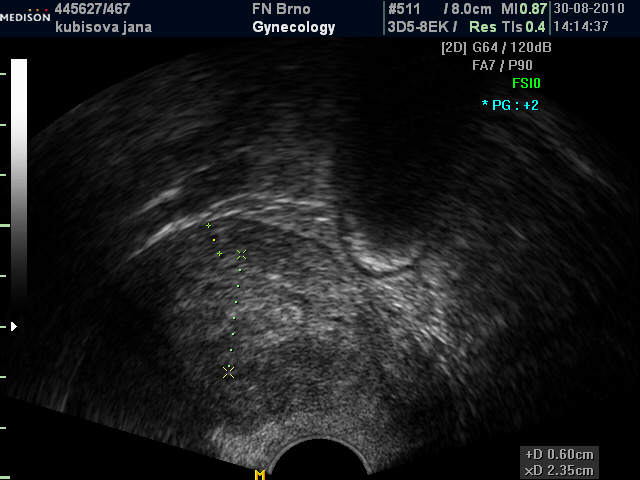 MEDISON
445627/467 FN Brno #511 / 8.0cm MI 0.87 30-08-2010
kubisova jana Gynecology 3D5-8EK / Res TIs 0.4 14:14:37
[2D] G64 / 120dB
FA7 / P90
FSI0
* PG : +2
M
+D 0.60cm
xD 2.35cm